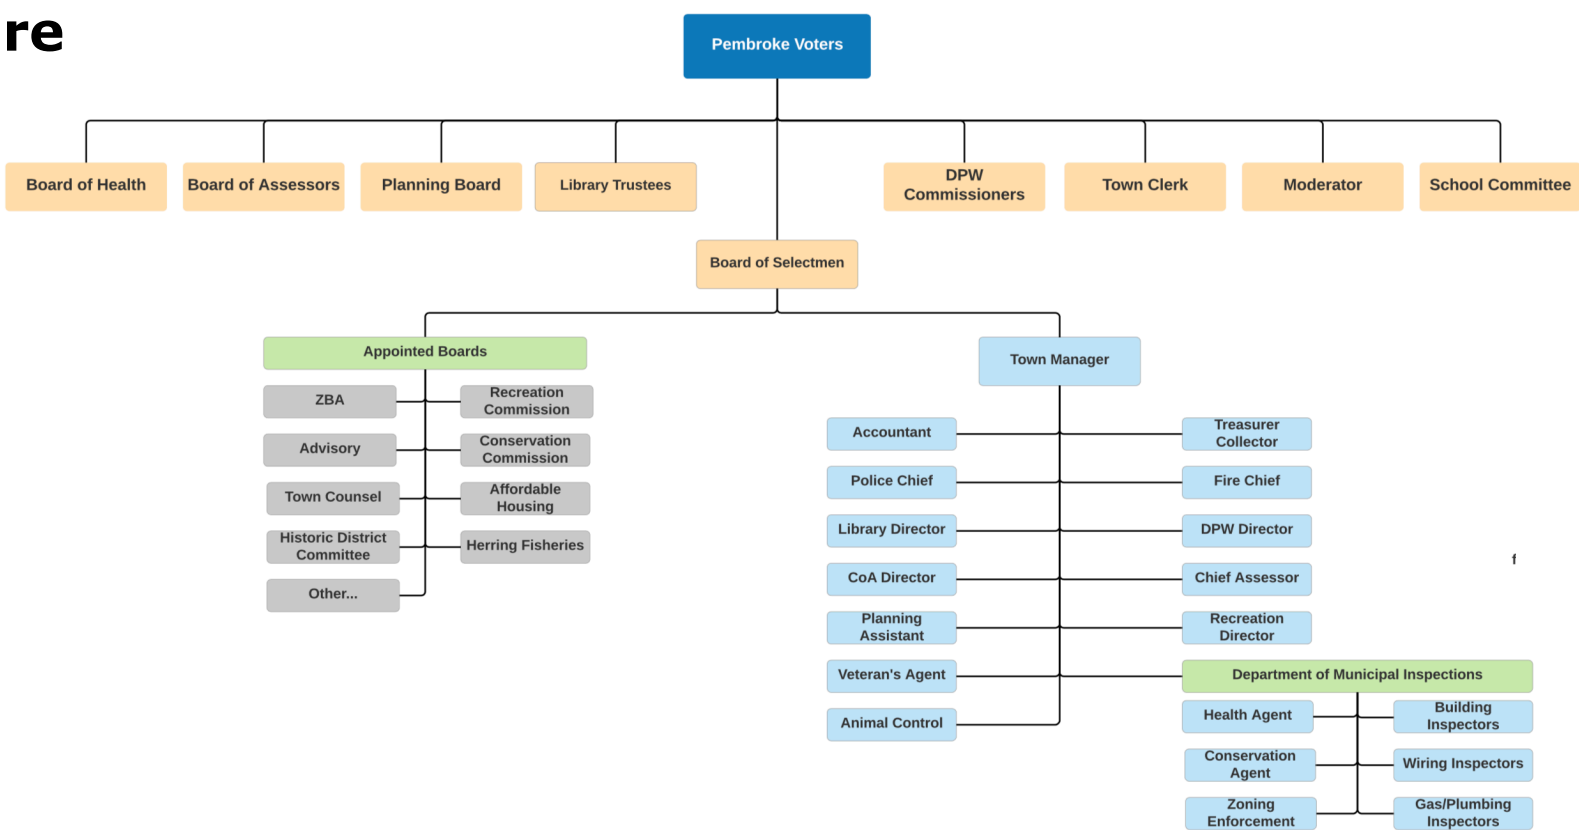 re
Pembroke Voters
Board of Health
Board of Assessors
Planning Board
Library Trustees
DPW
Commissioners
Town Clerk
Moderator
School Committee
Board of Selectmen
Appointed Boards
Town Manager
ZBA
Recreation
Commission
Advisory
Conservation
Commission
Town Counsel
Affordable
Housing
Historic District
Committee
Herring Fisheries
Other...
Accountant
Treasurer
Collector
Police Chief
Fire Chief
Library Director
DPW Director
f
CoA Director
Chief Assessor
Planning
Assistant
Recreation
Director
Veteran's Agent
Department of Municipal Inspections
Animal Control
Health Agent
Building
Inspectors
Conservation
Agent
Wiring Inspectors
Zoning
Enforcement
Gas/Plumbing
Inspectors